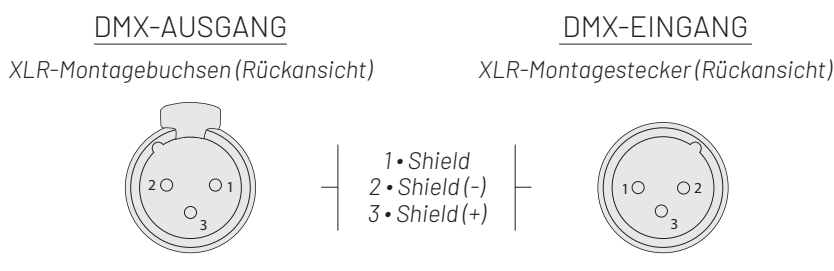 DMX-AUSGANG
XLR-Montagebuchsen (Rückansicht)
DMX-EINGANG
XLR-Montagestecker (Rückansicht)
2 1
3
1 • Shield
2 • Shield (-)
3 • Shield (+)
1 2
3